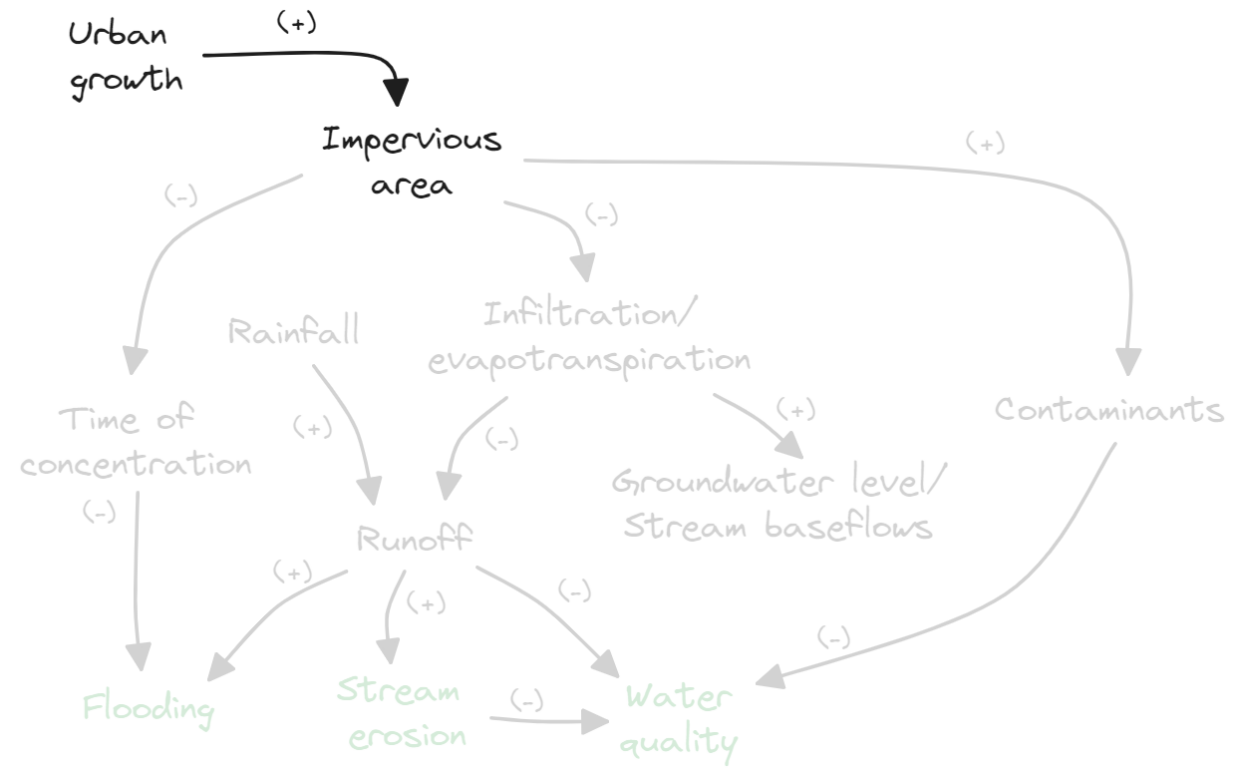 Urban
growth
(+)
Impervious
area
(+)
(-)
(-)
Rainfall
Infiltration/
evapotranspiration
Time of
concentration
(+)
(-)
(+)
Contaminants
(-)
Groundwater level/
Stream baseflows
Runoff
(+)
(+)
(-)
(-)
Flooding
Stream
erosion
(-)
Water
quality